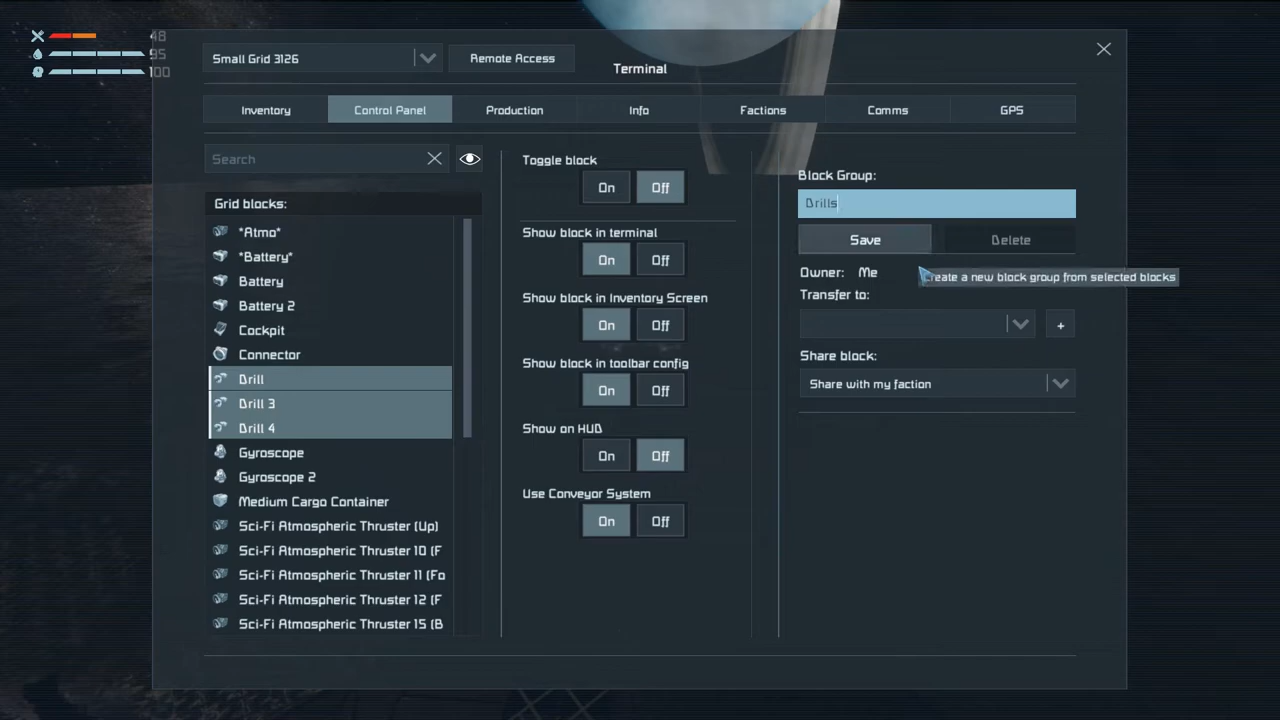 48
95
100
Small Grid 3126
Remote Access
Terminal
Inventory
Control Panel
Production
Info
Factions
Comms
GPS
Search
Grid blocks:
*Atmo*
*Battery*
Battery
Battery 2
Cockpit
Connector
Drill
Drill 3
Drill 4
Gyroscope
Gyroscope 2
Medium Cargo Container
Sci-Fi Atmospheric Thruster (Up)
Sci-Fi Atmospheric Thruster 10 (F
Sci-Fi Atmospheric Thruster 11 (Fo
Sci-Fi Atmospheric Thruster 12 (F
Sci-Fi Atmospheric Thruster 15 (B
Toggle block
On Off
Show block in terminal
On Off
Show block in Inventory Screen
On Off
Show block in toolbar config
On Off
Show on HUD
On Off
Use Conveyor System
On Off
Block Group:
Drills
Save
Delete
Owner: Me
Create a new block group from selected blocks
Transfer to:
+
Share block:
Share with my faction